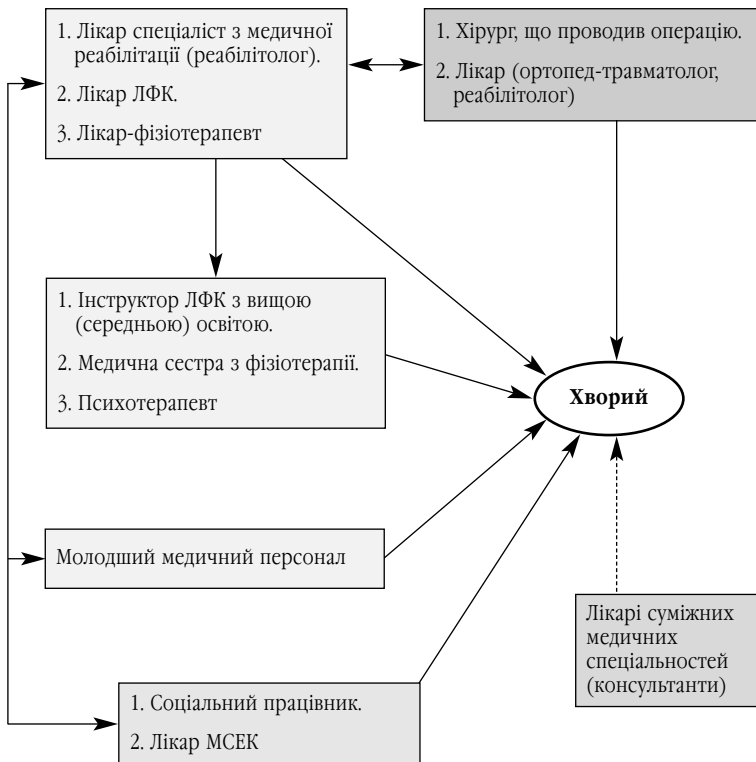 1. Лікар спеціаліст з медичної
реабілітації (реабілітолог).
2. Лікар ЛФК.
3. Лікар-фізіотерапевт
1. Хірург, що проводив операцію.
2. Лікар (ортопед-травматолог,
реабілітолог)
1. Інструктор ЛФК з вищою
(середньою) освітою.
2. Медична сестра з фізіотерапії.
3. Психотерапевт
Хворий
Молодший медичний персонал
Лікарі суміжних
медичних
спеціальностей
(консультанти)
1. Соціальний працівник.
2. Лікар МСЕК